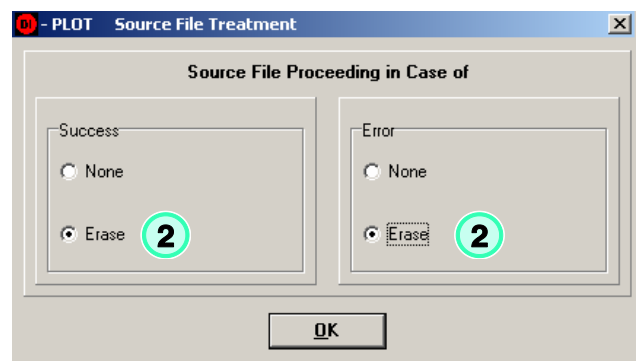 DI - PLOT Source File Treatment
Source File Proceeding in Case of
Success
None
Erase 2
Error
None
Erase 2
OK